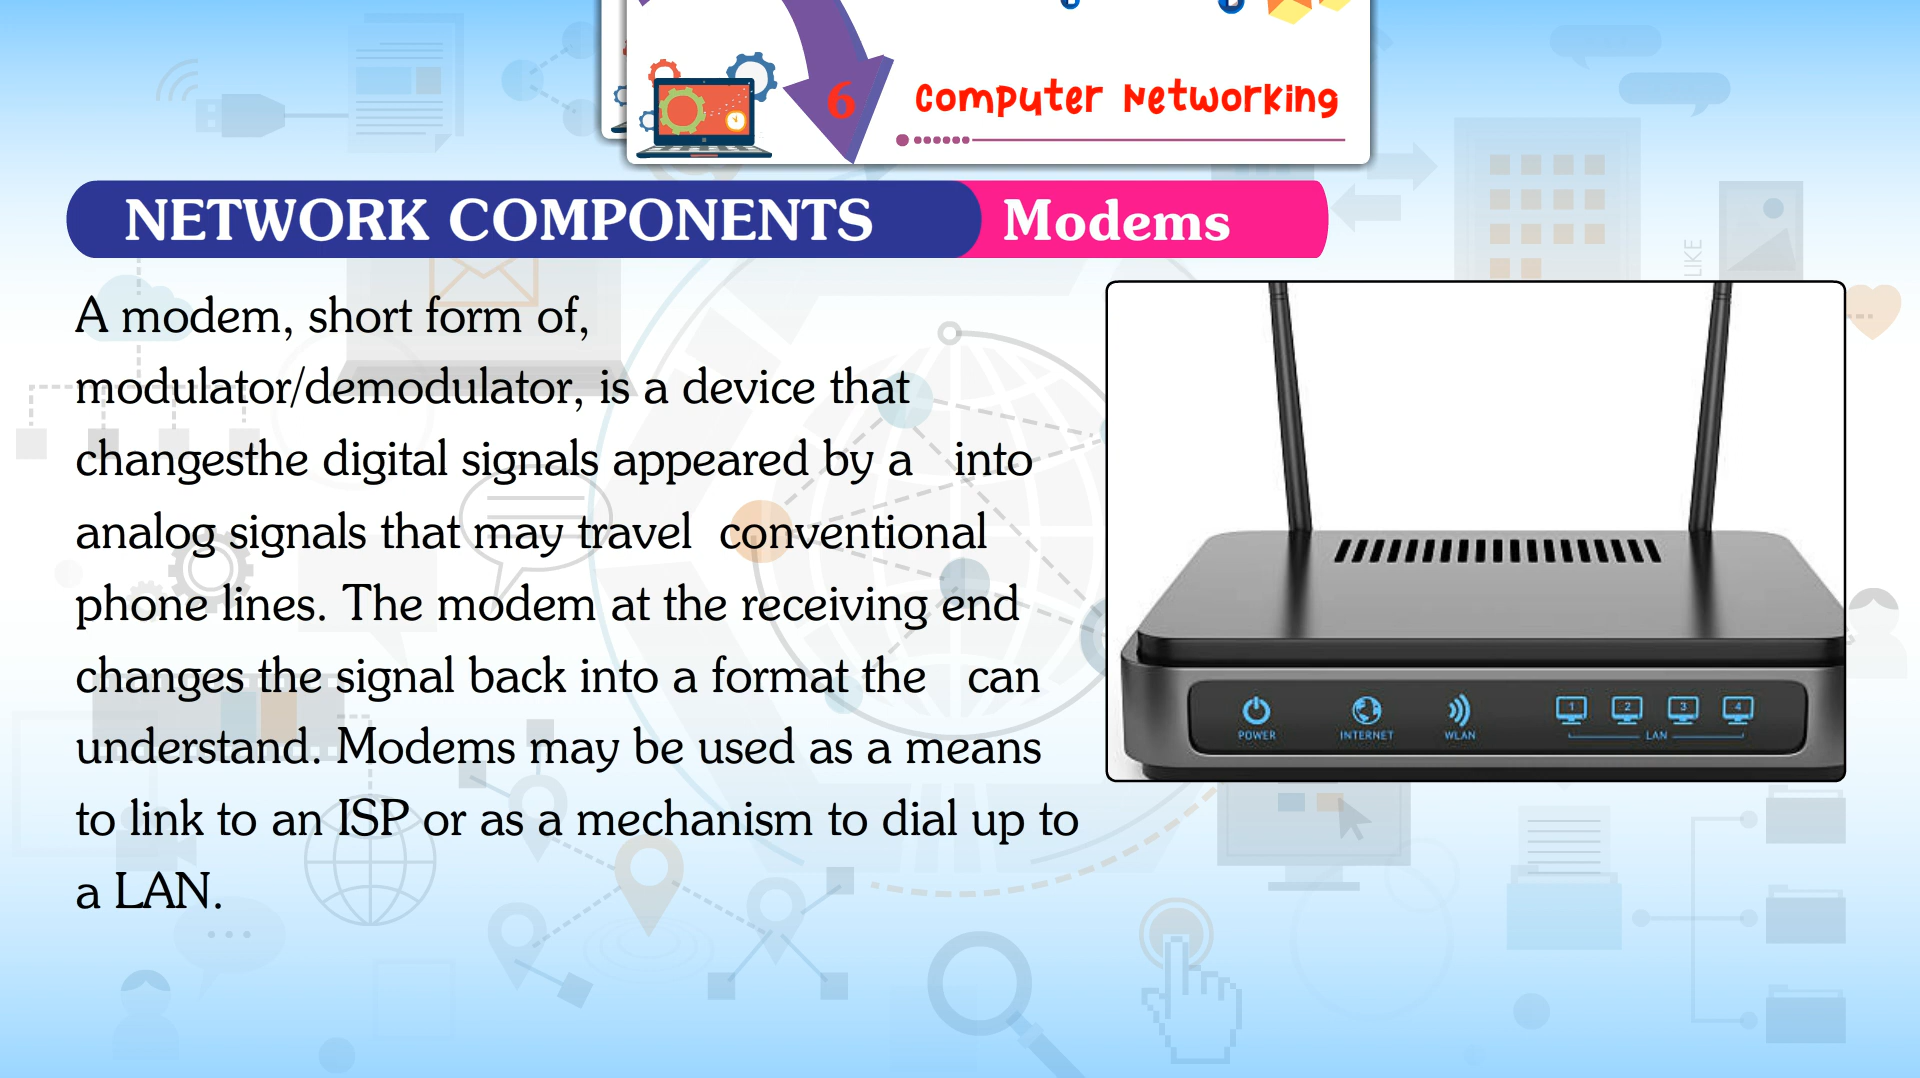 6
Computer Networking
NETWORK COMPONENTS
Modems
A modem, short form of,
modulator/demodulator, is a device that
changesthe digital signals appeared by a into
analog signals that may travel conventional
phone lines. The modem at the receiving end
changes the signal back into a format the can
understand. Modems may be used as a means
to link to an ISP or as a mechanism to dial up to
a LAN.
LIKE
1 2 3 4
POWER INTERNET WLAN LAN